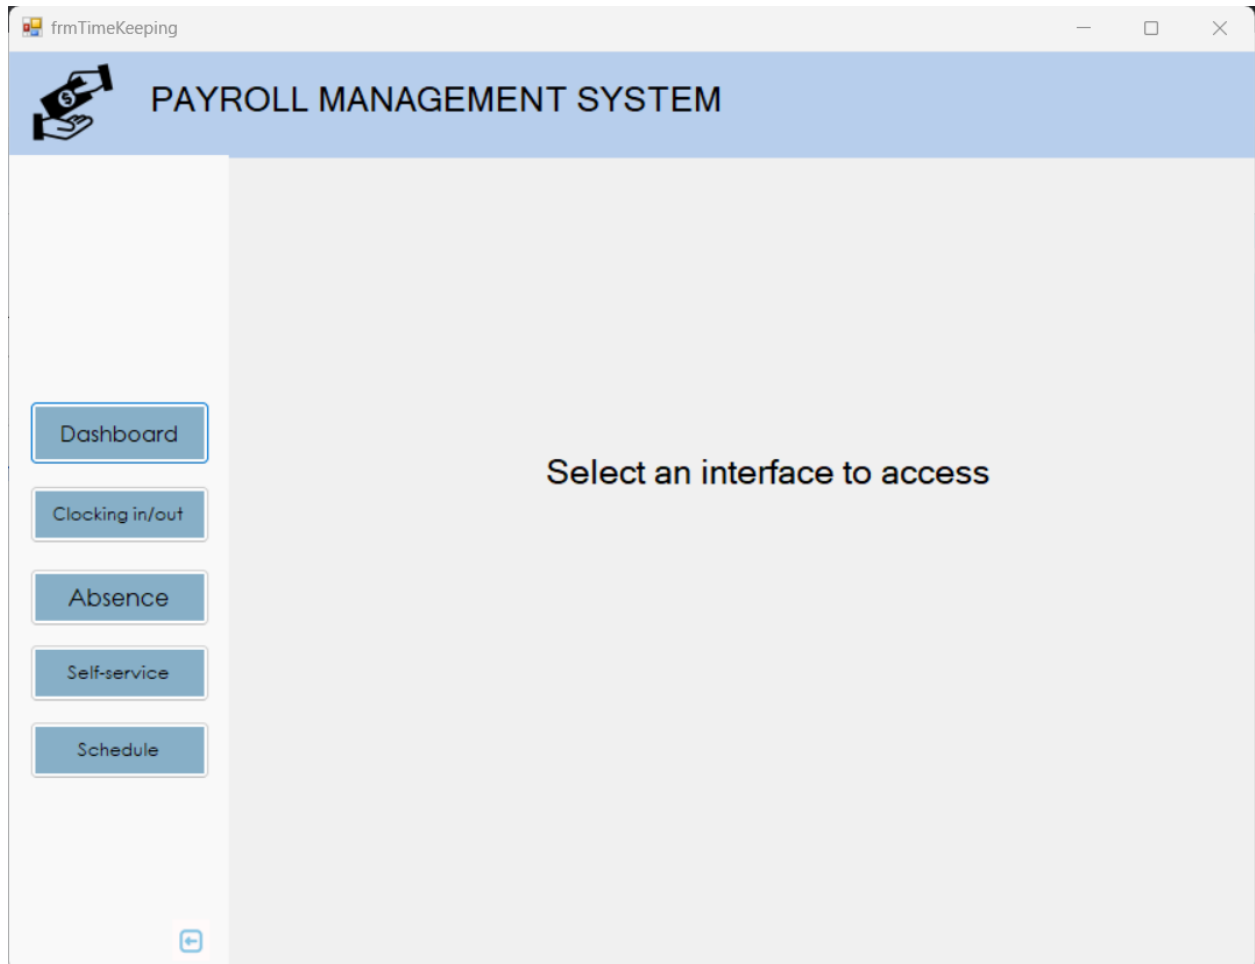 frmTimeKeeping
PAYROLL MANAGEMENT SYSTEM
Dashboard
Clocking in/out
Absence
Self-service
Schedule
Select an interface to access